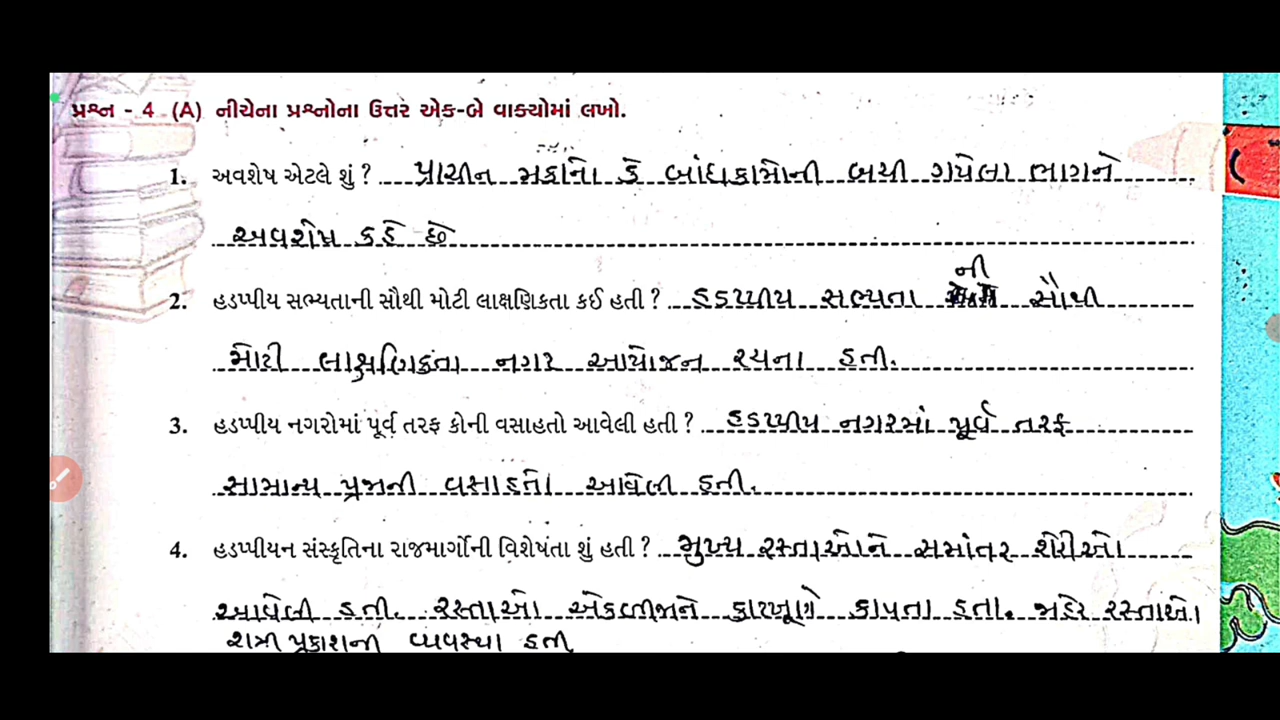 પ્રશ્ન - 4 (A) નીચેના પ્રશ્નોના ઉત્તર એક-બે વાક્યોમાં લખો.
1. અવશેષ એટલે શું ? પ્રાચીન મકાનો કે બાંધકામોની બચી ગયેલા ભાગને
અવશેષ કહે છે
ની
2. હડપ્પીય સભ્યતાની સૌથી મોટી લાક્ષણિકતા કઈ હતી ? હડપ્પીય સભ્યતા સૌથી
મોટી લાક્ષણિકતા નગર આયોજન રચના હતી.
3. હડપ્પીય નગરોમાં પૂર્વ તરફ કોની વસાહતો આવેલી હતી ? હડપ્પીય નગરમાં પૂર્વ તરફ
સામાન્ય પ્રજાની વસાહતો આવેલી હતી.
4. હડપ્પીયન સંસ્કૃતિના રાજમાર્ગોની વિશેષતા શું હતી ? મુખ્ય રસ્તાઓને સમાંતર શેરીઓ
આવેલી હતી. રસ્તાઓ એકબીજાને કાટખૂણે કાપતા હતા. જાહેર રસ્તાઓ
રાત્રી પ્રકાશની વ્યવસ્થા હતી